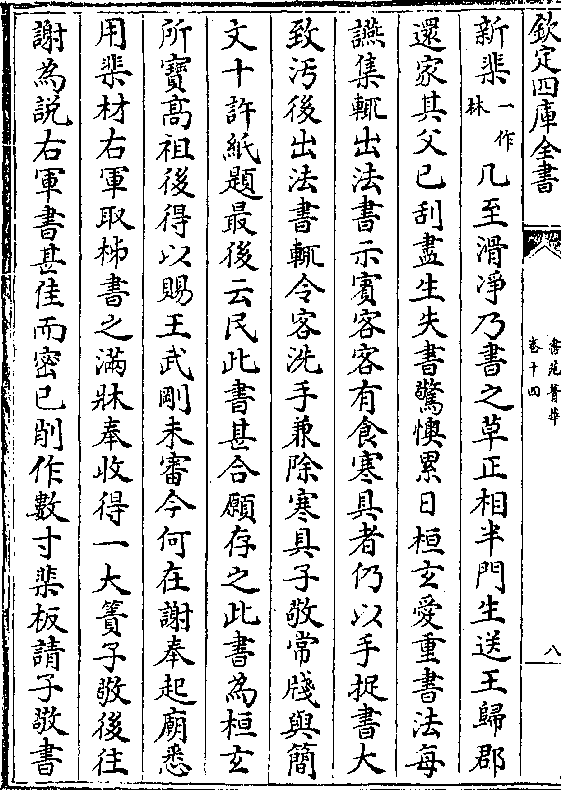 欽定四庫全書
書苑菁華
卷十四
八
新棐一作林几至滑凈乃書之草正相半門生送王歸郡
還家其父已刮盡生失書驚懊累日桓玄愛重書法每
讌集輒出法書示賔客客有食寒具者仍以手捉書大
致汚後出法書輒令客洗手兼除寒具子敬常牋與簡
文十許紙題最後云民此書甚合願存之此書為桓玄
所寶高祖後得以賜王武剛未審今何在謝奉起廟悉
用棐材右軍取棐書之滿牀奉收得一大簣子敬後往
謝為説右軍書甚佳而密已削作數寸棐板請子敬書